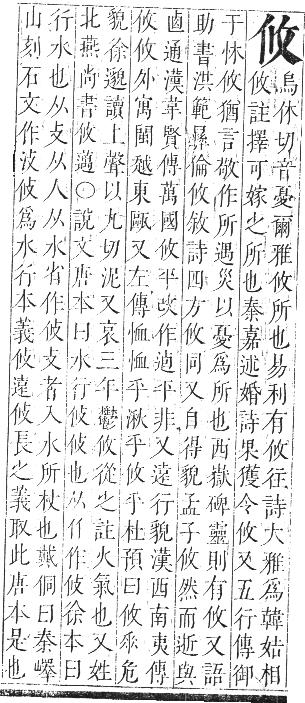 攸
烏休切音憂爾雅攸所也易利有攸往詩大雅為韓姞相
攸註擇可嫁之所也秦嘉述婚詩果獲令攸又五行傳御
于怵攸猶言敬作所遇災以憂為所也西嶽碑靈則有攸又語
助書洪範彝倫攸敘詩四方攸同又自得貌孟子攸然而逝與
卥通漢韋賢傳萬國攸平改作逌平非又遠行貌漢西南夷傳
攸攸外寓閩越東甌又左傳恤恤乎湫乎攸乎杜預曰攸危
貌徐邈讀上聲以九切泥又哀三年鬱攸從之註火氣也又姓
北燕尚書攸邁○說文唐本曰水行攸攸也从作攸徐本曰
行水也从攴从人从水省作攸攴者入水所杖也戴侗曰秦嶧
山刻石文作汥攸為水行本義攸遠攸長之義取此唐本是也